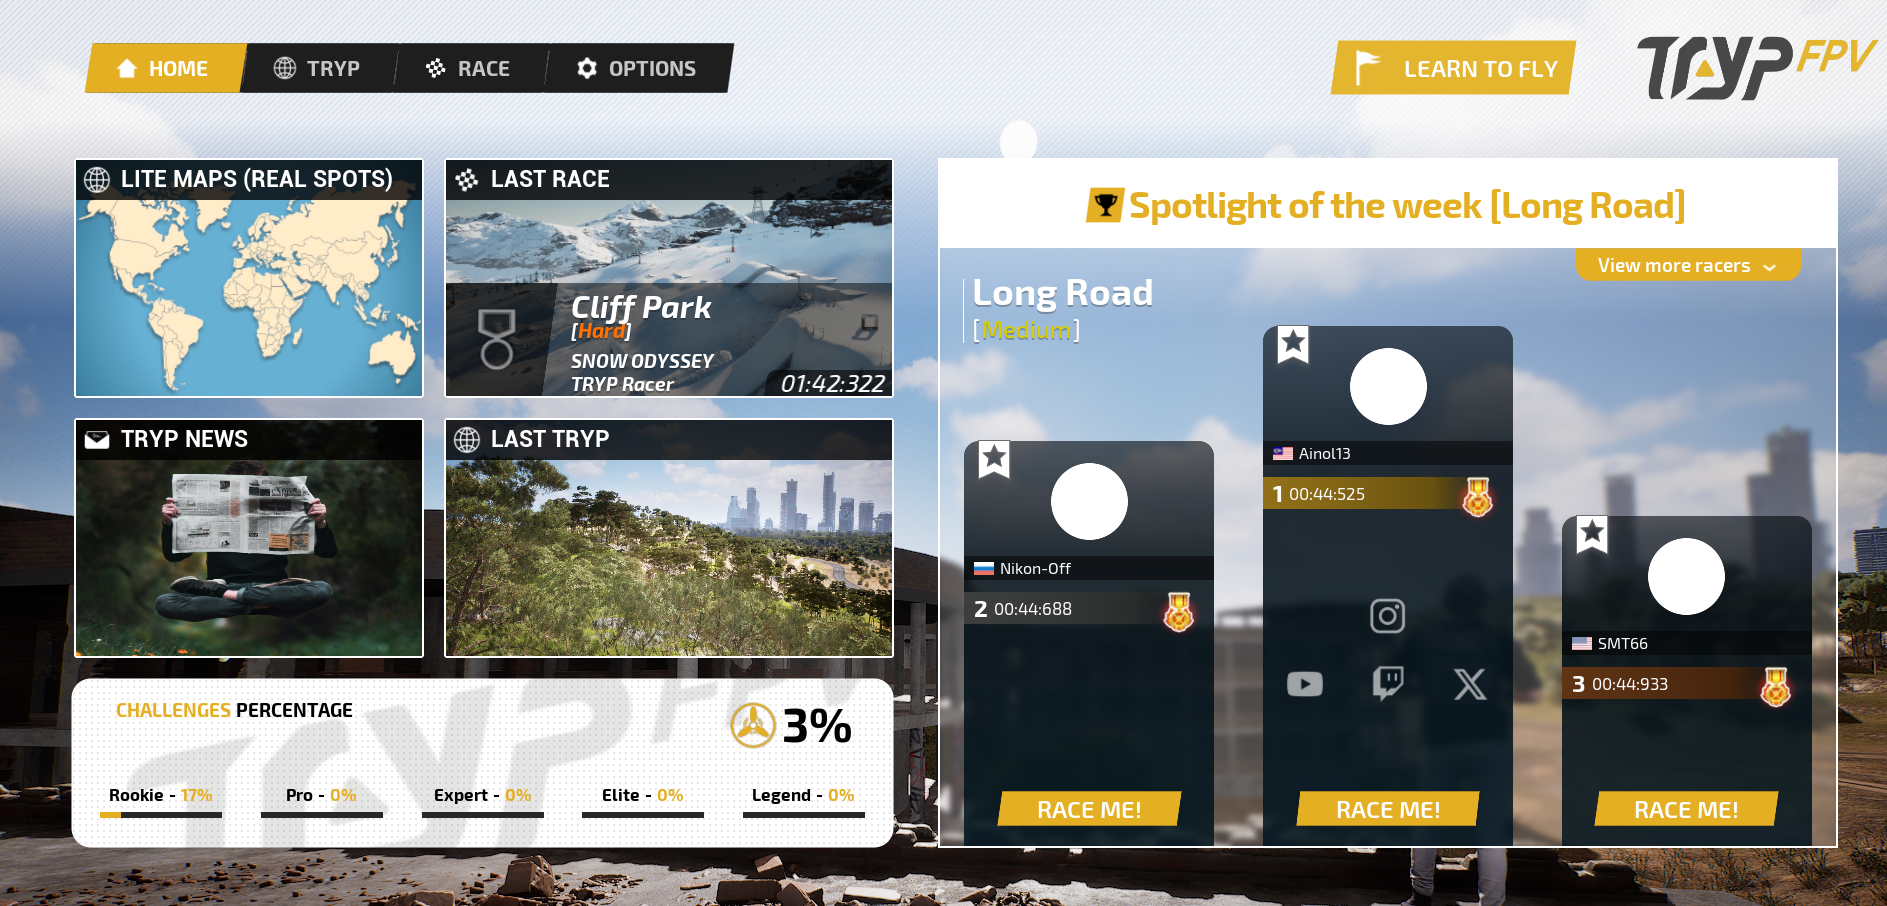 HOME
TRYP
RACE
OPTIONS
LEARN TO FLY
TRYP FPV
LITE MAPS (REAL SPOTS)
LAST RACE
Cliff Park
[Hard]
SNOW ODYSSEY
TRYP Racer
01:42:322
TRYP NEWS
LAST TRYP
CHALLENGES PERCENTAGE
3%
Rookie - 17%
Pro - 0%
Expert - 0%
Elite - 0%
Legend - 0%
Spotlight of the week [Long Road]
View more racers
Long Road
[Medium]
Nikon-Off
2 00:44:688
RACE ME!
Ainol13
1 00:44:525
RACE ME!
SMT66
3 00:44:933
RACE ME!